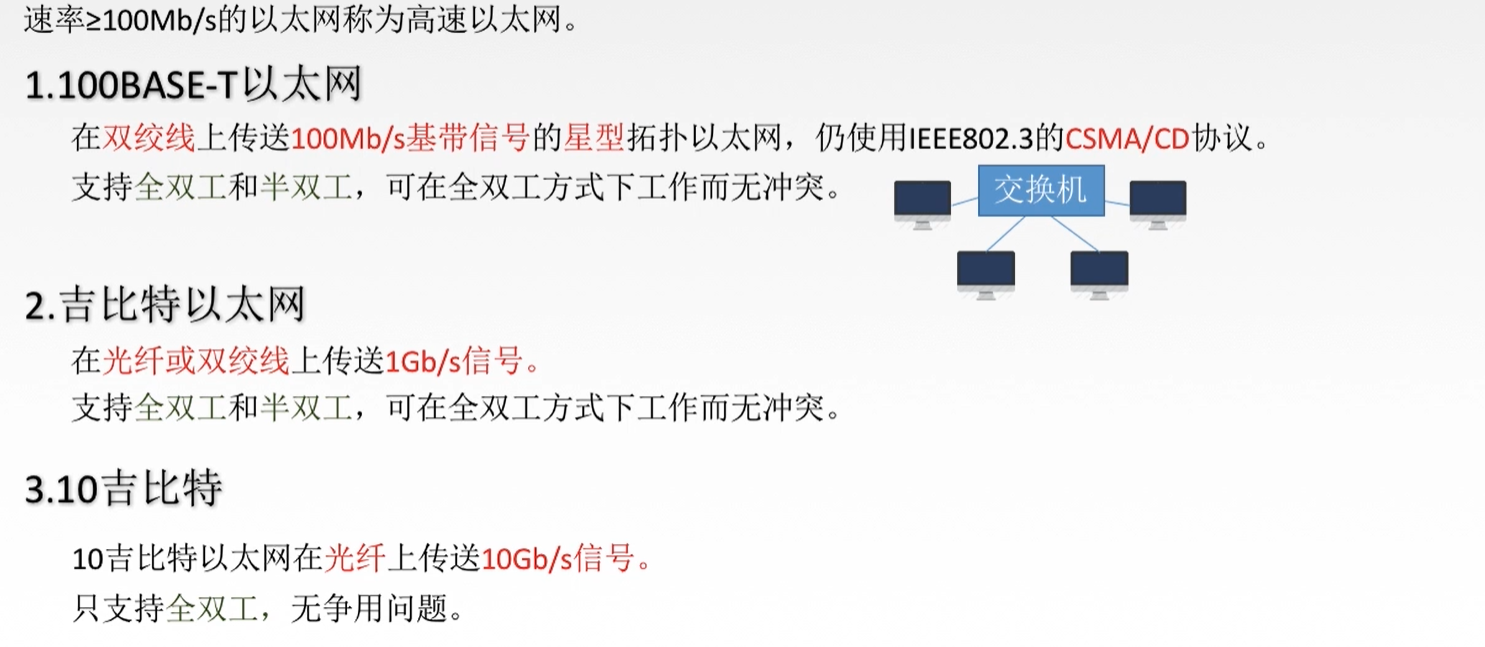 速率≥100Mb/s的以太网称为高速以太网。
1.100BASE-T以太网
在双绞线上传送100Mb/s基带信号的星型拓扑以太网，仍使用IEEE802.3的CSMA/CD协议。
支持全双工和半双工，可在全双工方式下工作而无冲突。
交换机
2.吉比特以太网
在光纤或双绞线上传送1Gb/s信号。
支持全双工和半双工，可在全双工方式下工作而无冲突。
3.10吉比特
10吉比特以太网在光纤上传送10Gb/s信号。
只支持全双工，无争用问题。